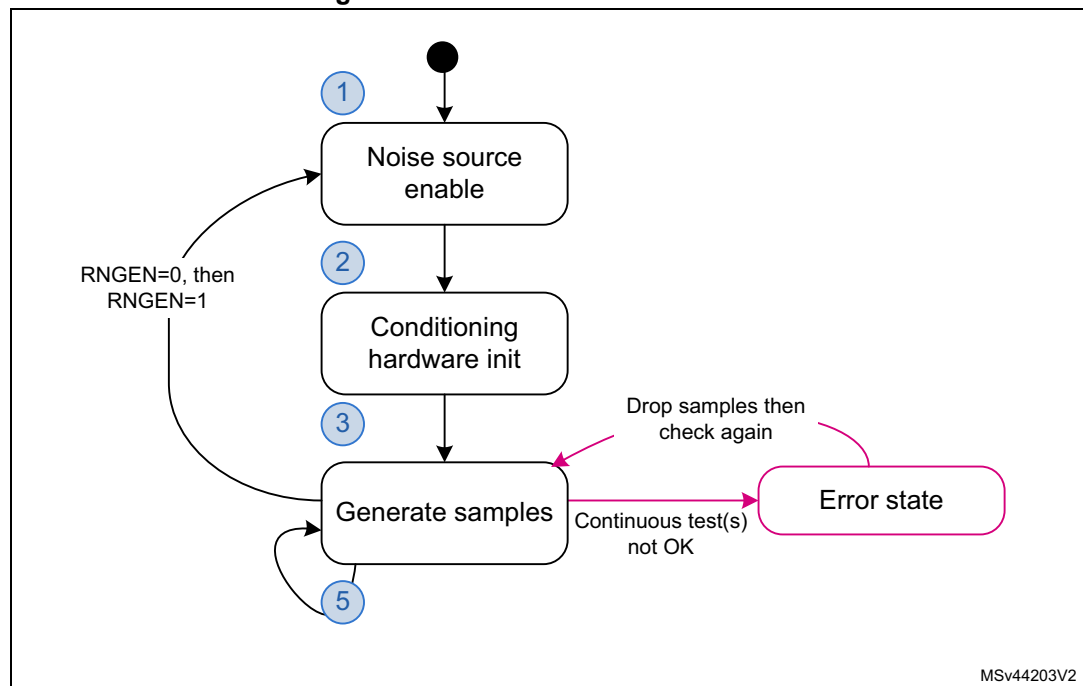 1
Noise source
enable
2
RNGEN=0, then
RNGEN=1
Conditioning
hardware init
3
Drop samples then
check again
Generate samples
Continuous test(s)
not OK
Error state
5
MSv44203V2